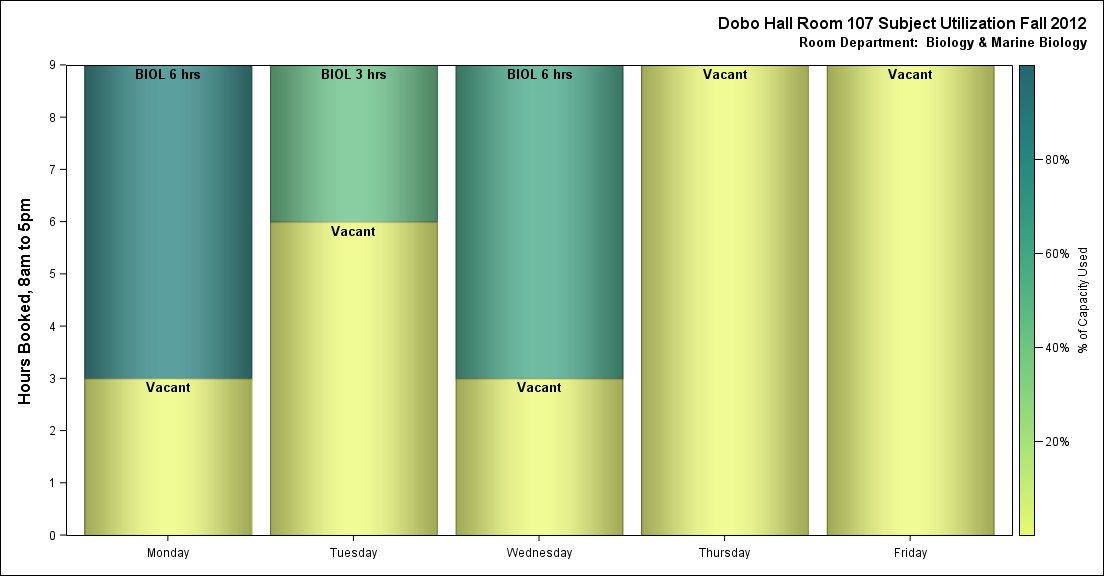 Dobo Hall Room 107 Subject Utilization Fall 2012
Room Department:  Biology & Marine Biology
Hours Booked, 8am to 5pm
9
8
7
6
5
4
3
2
1
0
BIOL 6 hrs
Vacant
BIOL 3 hrs
Vacant
BIOL 6 hrs
Vacant
Vacant
Vacant
Monday
Tuesday
Wednesday
Thursday
Friday
80%
60%
40%
20%
% of Capacity Used